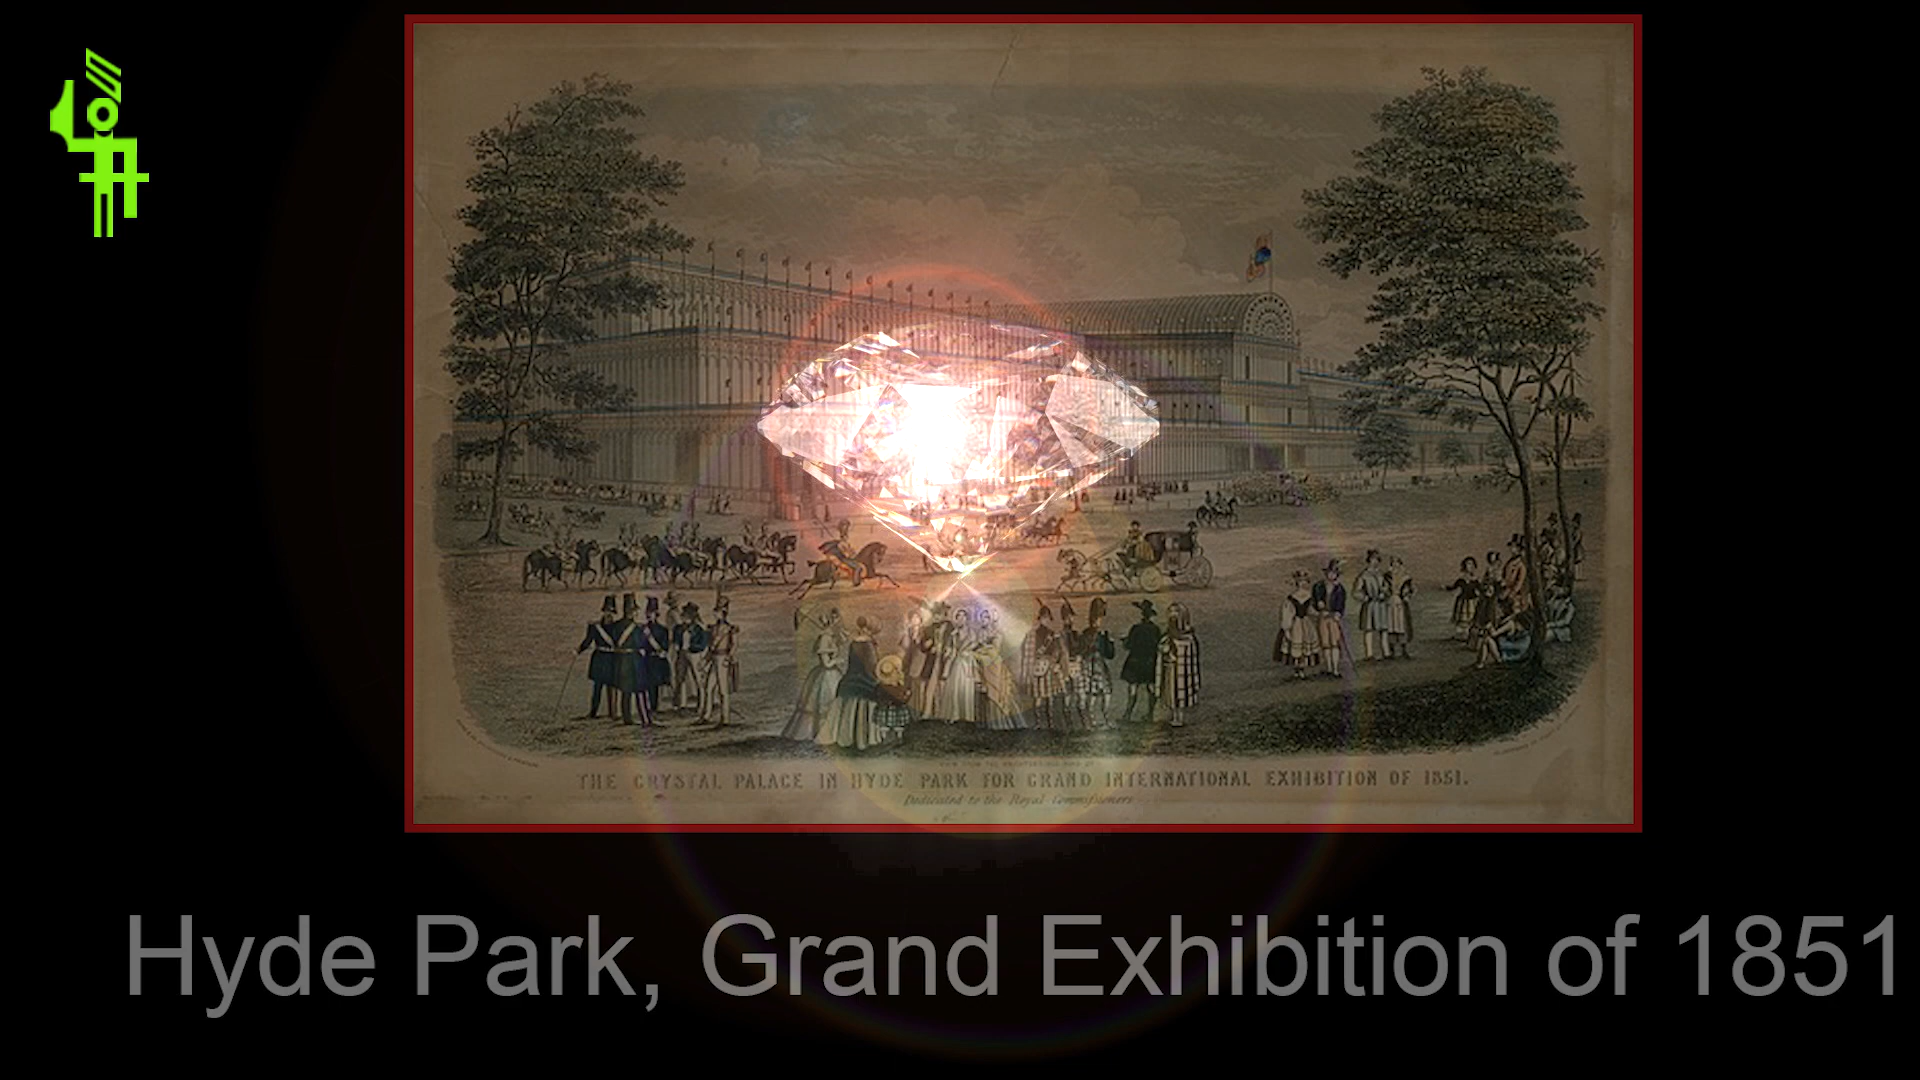 THE CRYSTAL PALACE IN HYDE PARK FOR GRAND INTERNATIONAL EXHIBITION OF 1851.
Dedicated to the Royal Commissioners
Hyde Park, Grand Exhibition of 1851